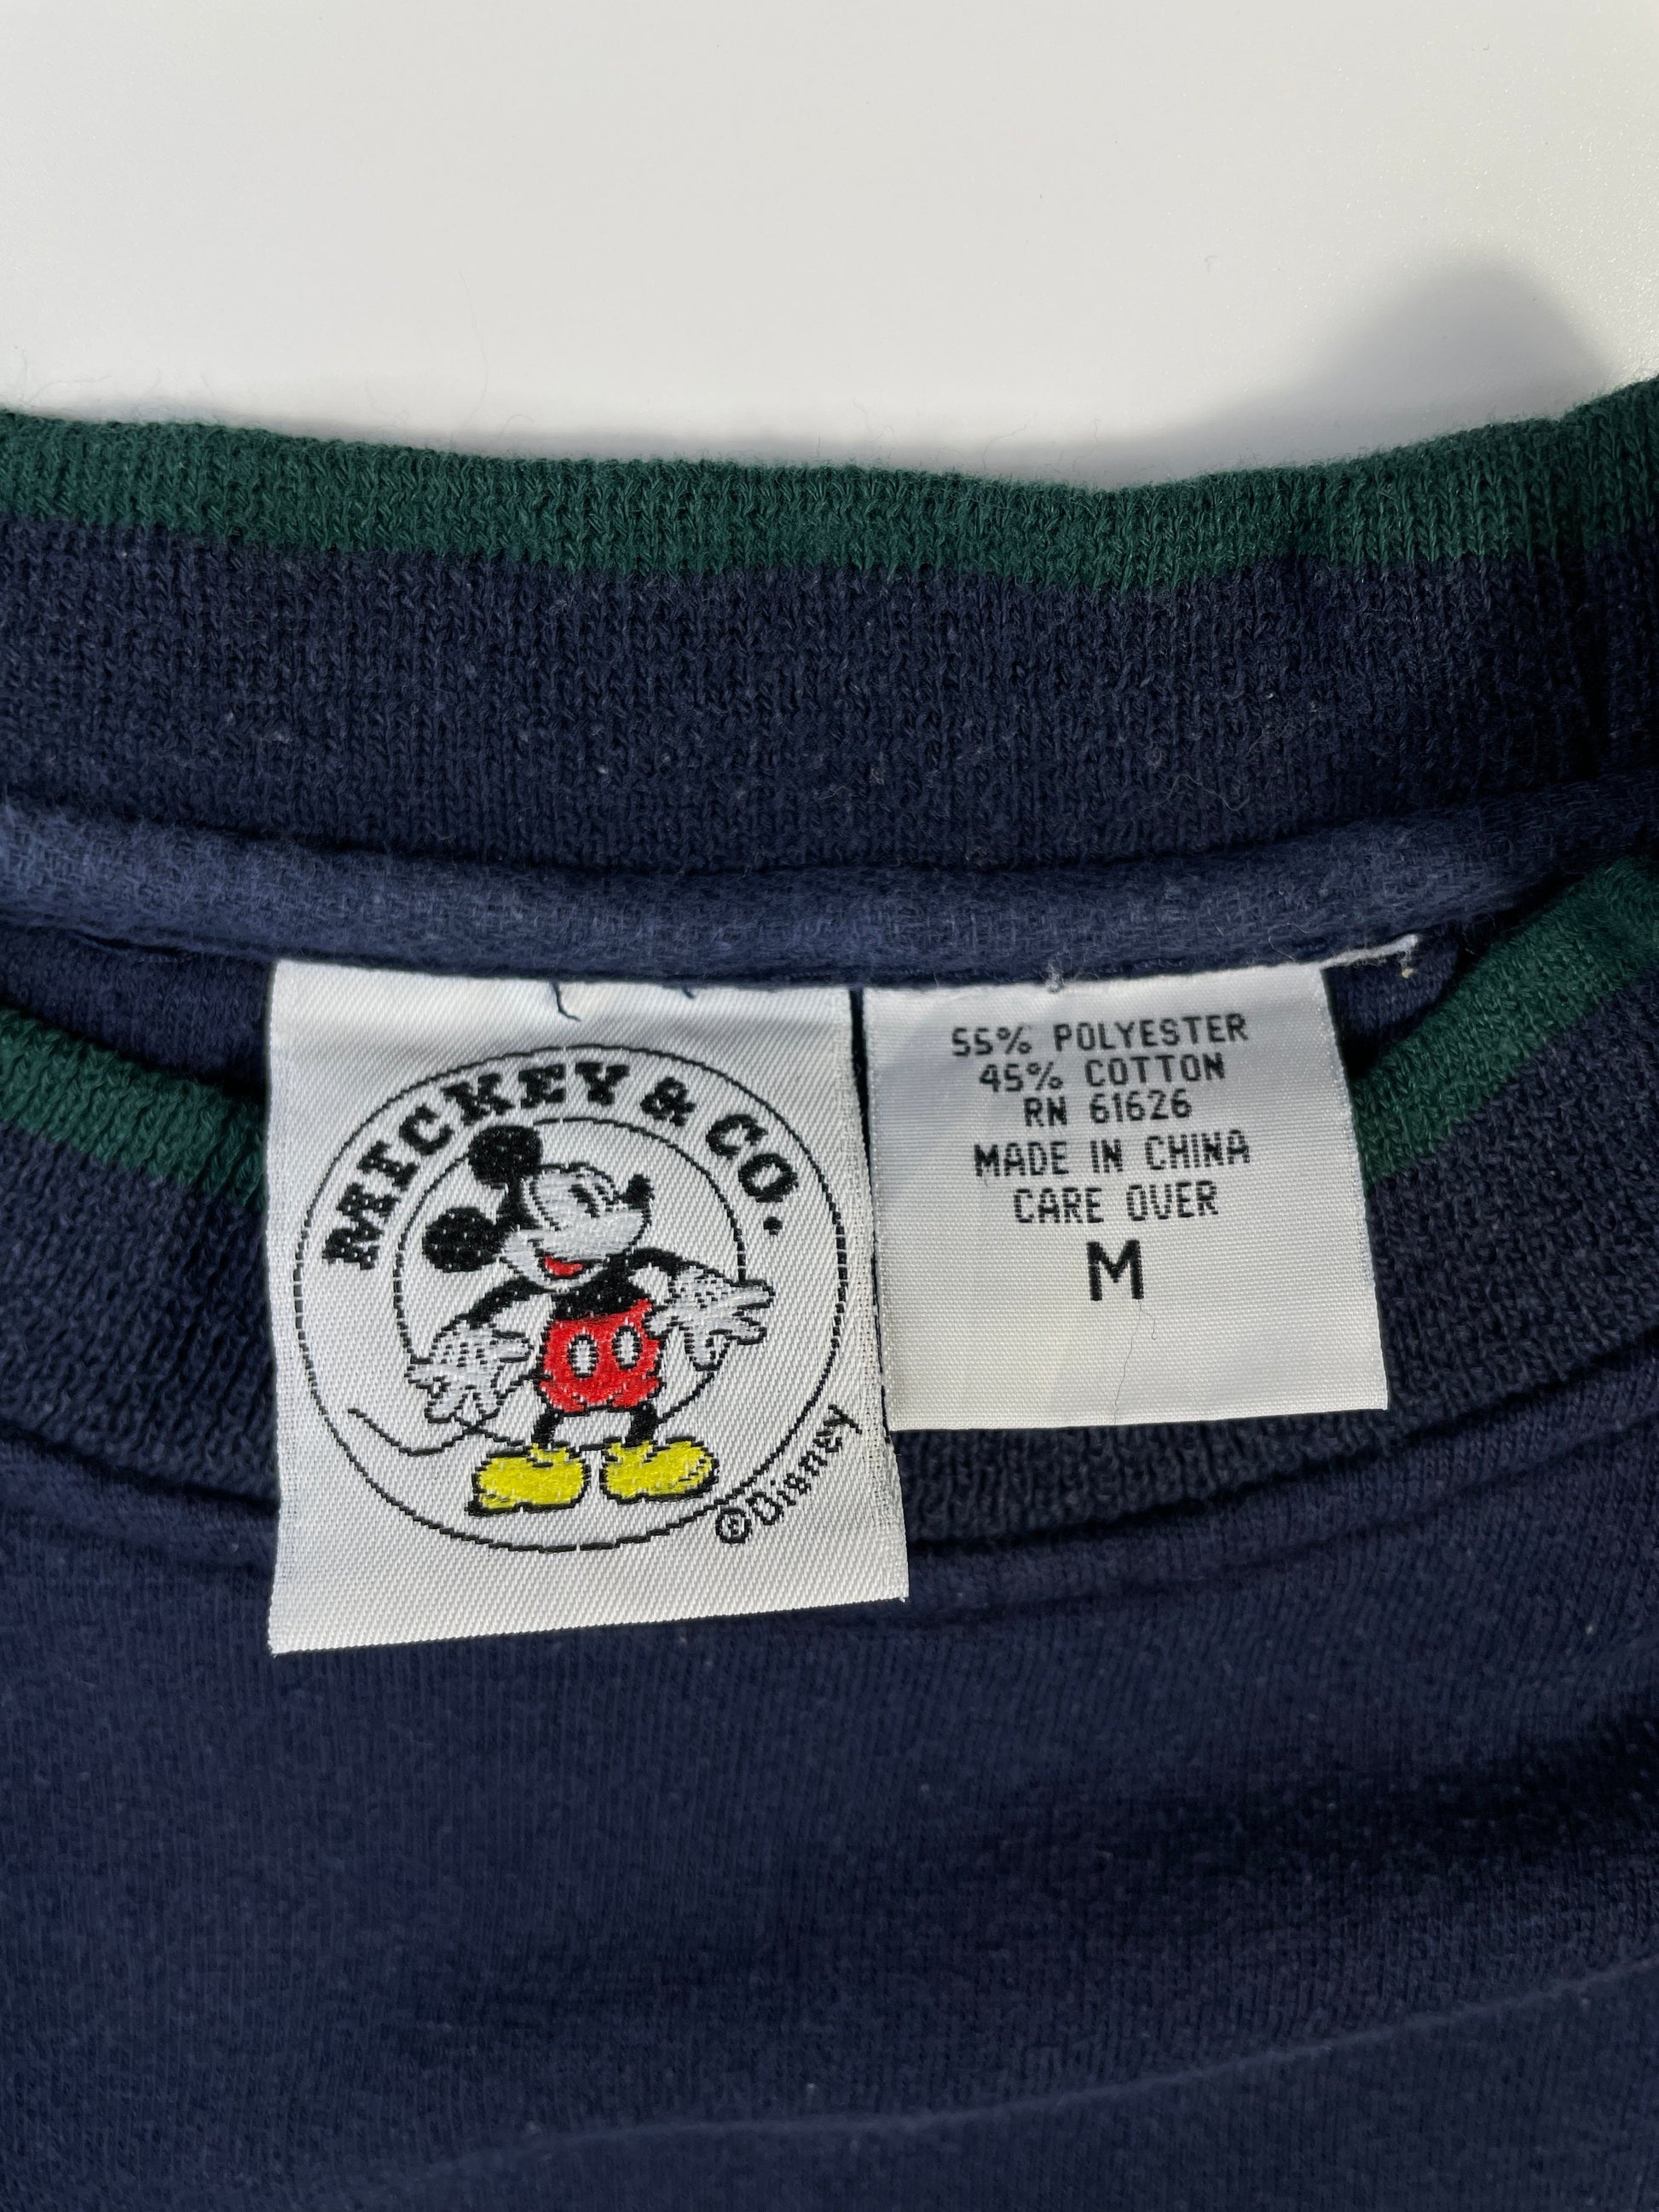 MICKEY & CO.
©Disney
55% POLYESTER
45% COTTON
RN 61626
MADE IN CHINA
CARE OVER
M